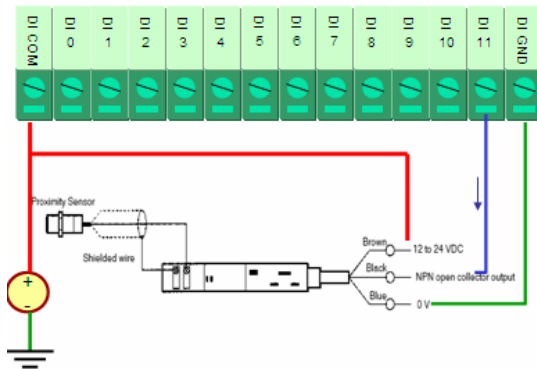 DI COM
DI 0
DI 1
DI 2
DI 3
DI 4
DI 5
DI 6
DI 7
DI 8
DI 9
DI 10
DI 11
DI GND
Proximity Sensor
Shielded wire
Brown
12 to 24 VDC
Black
NPN open collector output
Blue
0 V
+
-